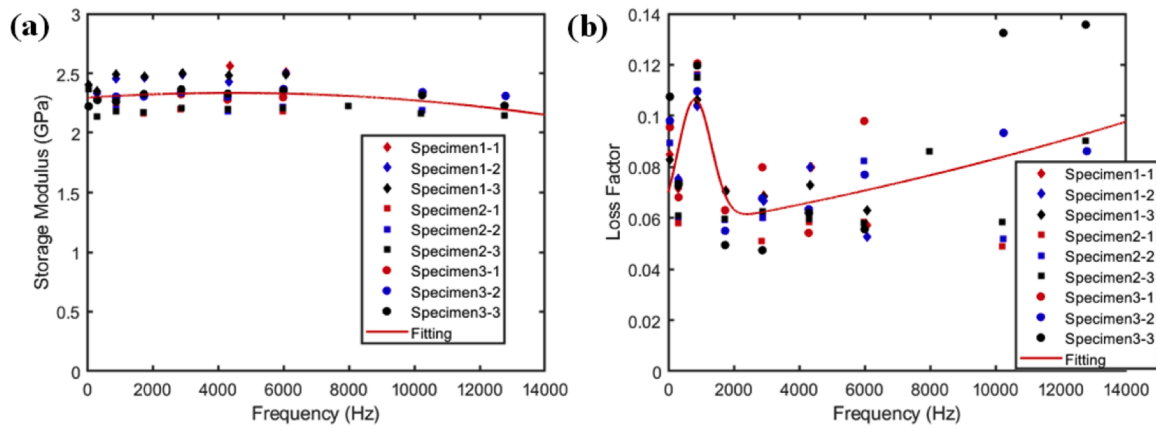 (a)
3
2.5
2
1.5
1
0.5
0
Storage Modulus (GPa)
Specimen1-1
Specimen1-2
Specimen1-3
Specimen2-1
Specimen2-2
Specimen2-3
Specimen3-1
Specimen3-2
Specimen3-3
Fitting
0 2000 4000 6000 8000 10000 12000 14000
Frequency (Hz)
(b)
0.14
0.12
0.1
0.08
0.06
0.04
0.02
0
Loss Factor
Specimen1-1
Specimen1-2
Specimen1-3
Specimen2-1
Specimen2-2
Specimen2-3
Specimen3-1
Specimen3-2
Specimen3-3
Fitting
0 2000 4000 6000 8000 10000 12000 14000
Frequency (Hz)